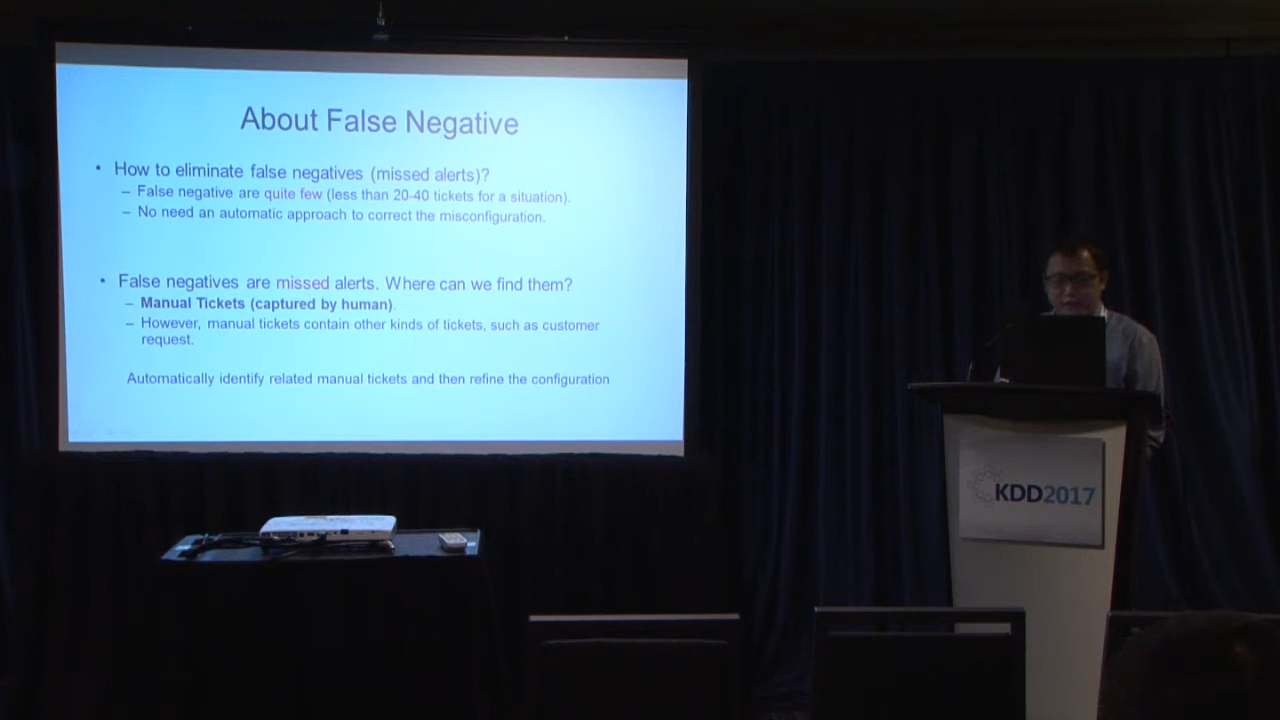 About False Negative
• How to eliminate false negatives (missed alerts)?
– False negative are quite few (less than 20-40 tickets for a situation).
– No need an automatic approach to correct the misconfiguration.
• False negatives are missed alerts. Where can we find them?
– Manual Tickets (captured by human).
– However, manual tickets contain other kinds of tickets, such as customer
request.
Automatically identify related manual tickets and then refine the configuration
KDD2017